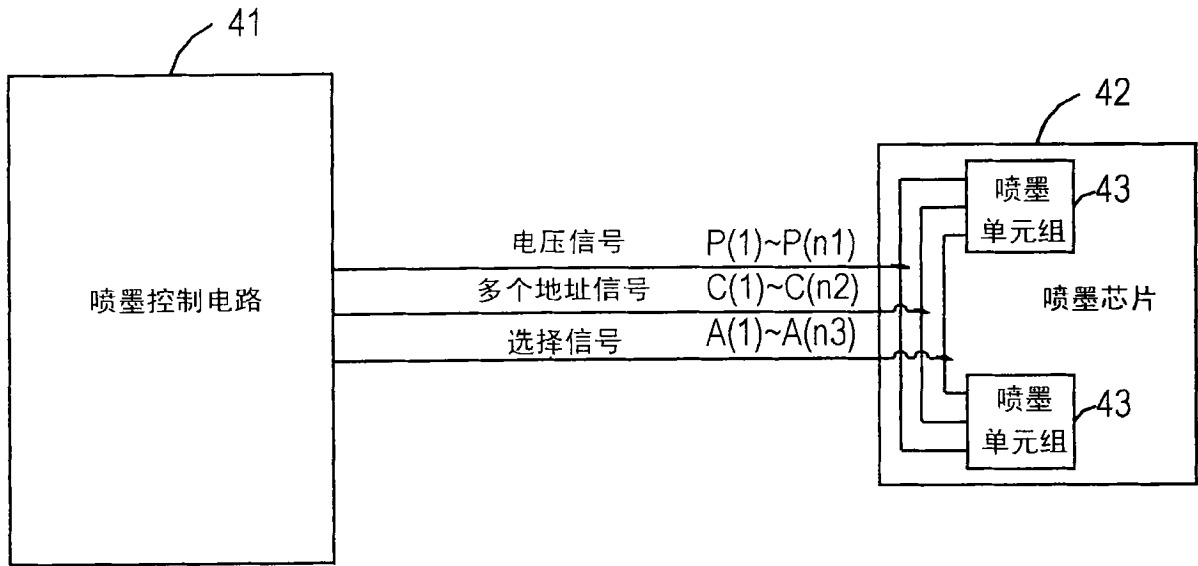 41
42
喷墨
单元组
43
电压信号 P(1)~P(n1)
喷墨控制电路
多个地址信号 C(1)~C(n2)
喷墨芯片
选择信号 A(1)~A(n3)
喷墨
单元组
43